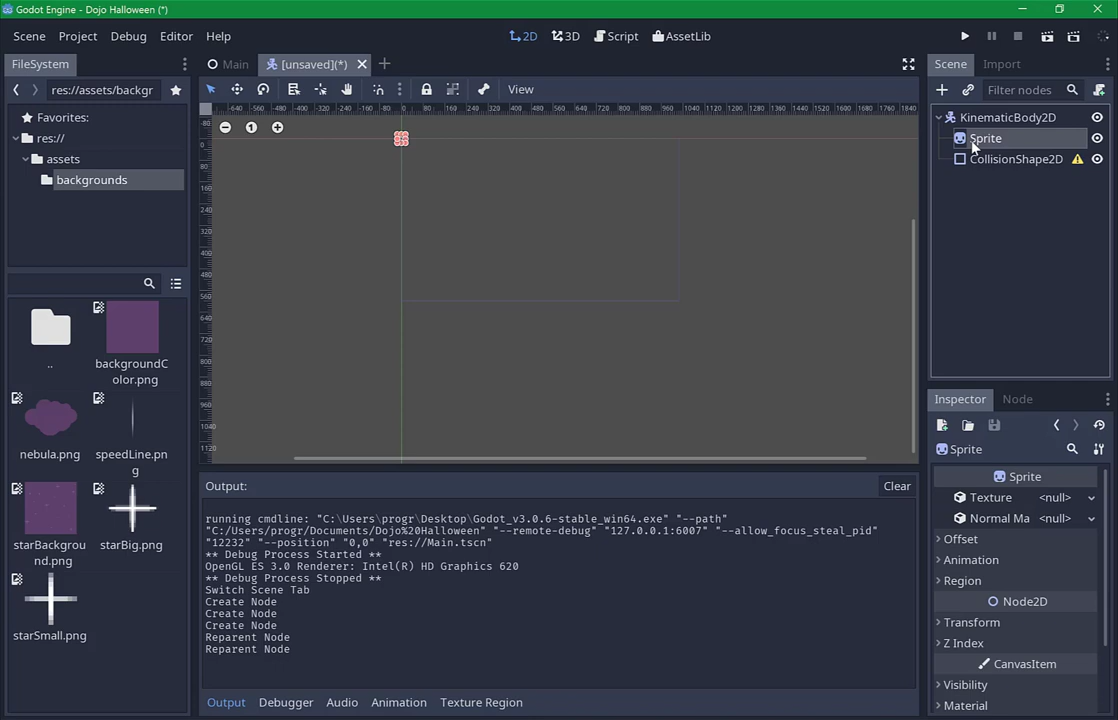 Godot Engine - Dojo Halloween (*)
Scene Project Debug Editor Help
2D 3D Script AssetLib
FileSystem
Main [unsaved](*)
Scene Import
res://assets/backgr
View
Filter nodes
Favorites:
res://
assets
backgrounds
KinematicBody2D
Sprite
CollisionShape2D
..
backgroundC
olor.png
nebula.png
speedLine.pn
g
starBackgrou
nd.png
starBig.png
starSmall.png
Output:
Clear
running cmdline: "C:\Users\progr\Desktop\Godot_v3.0.6-stable_win64.exe" "--path"
"C:/Users/progr/Documents/Dojo%20Halloween" "--remote-debug" "127.0.0.1:6007" "--allow_focus_steal_pid"
"12232" "--position" "0,0" "res://Main.tscn"
** Debug Process Started **
OpenGL ES 3.0 Renderer: Intel(R) HD Graphics 620
** Debug Process Stopped **
Switch Scene Tab
Create Node
Create Node
Create Node
Reparent Node
Reparent Node
Output Debugger Audio Animation Texture Region
Inspector Node
Sprite
Sprite
Texture <null>
Normal Ma <null>
Offset
Animation
Region
Node2D
Transform
Z Index
CanvasItem
Visibility
Material